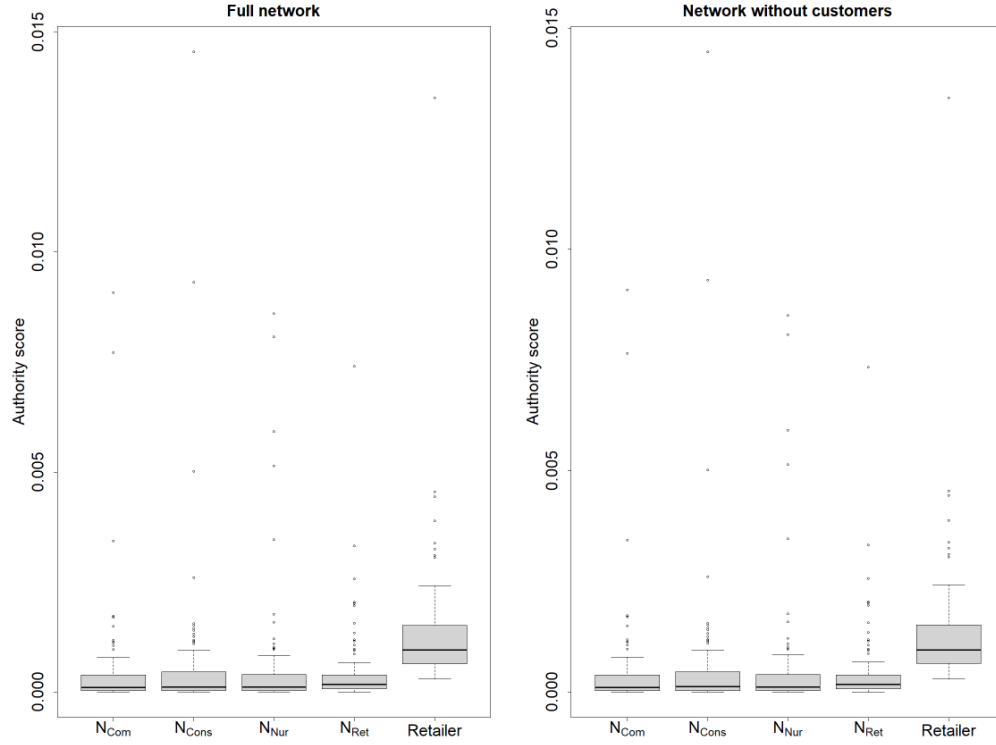 Full network
Authority score
0.015
0.010
0.005
0.000
N_Com N_Cons N_Nur N_Ret Retailer
Network without customers
Authority score
0.015
0.010
0.005
0.000
N_Com N_Cons N_Nur N_Ret Retailer